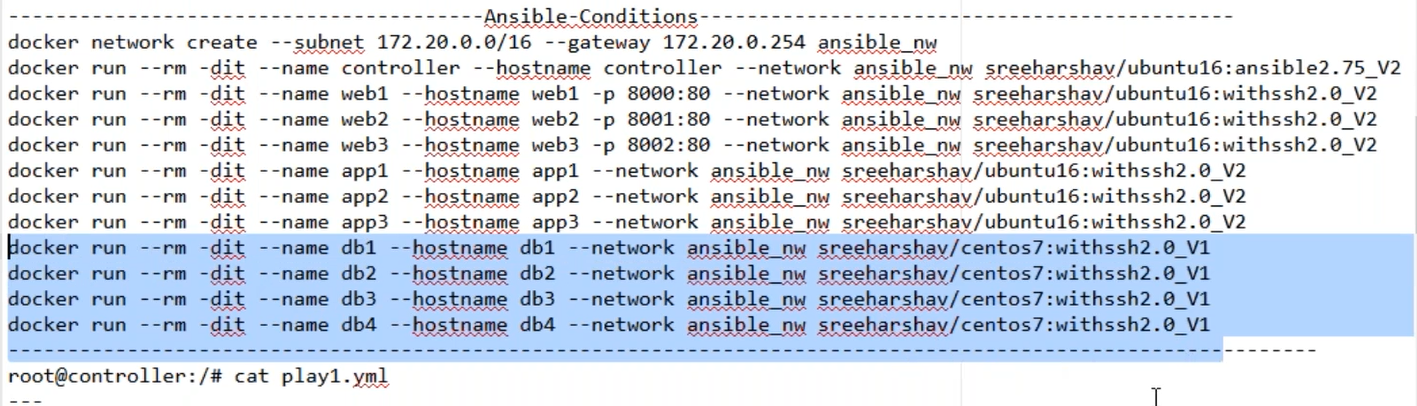 ----------------------------------------Ansible-Conditions---------------------------------------------
docker network create --subnet 172.20.0.0/16 --gateway 172.20.0.254 ansible_nw
docker run --rm -dit --name controller --hostname controller --network ansible_nw sreeharshav/ubuntu16:ansible2.75_V2
docker run --rm -dit --name web1 --hostname web1 -p 8000:80 --network ansible_nw sreeharshav/ubuntu16:withssh2.0_V2
docker run --rm -dit --name web2 --hostname web2 -p 8001:80 --network ansible_nw sreeharshav/ubuntu16:withssh2.0_V2
docker run --rm -dit --name web3 --hostname web3 -p 8002:80 --network ansible_nw sreeharshav/ubuntu16:withssh2.0_V2
docker run --rm -dit --name app1 --hostname app1 --network ansible_nw sreeharshav/ubuntu16:withssh2.0_V2
docker run --rm -dit --name app2 --hostname app2 --network ansible_nw sreeharshav/ubuntu16:withssh2.0_V2
docker run --rm -dit --name app3 --hostname app3 --network ansible_nw sreeharshav/ubuntu16:withssh2.0_V2
docker run --rm -dit --name db1 --hostname db1 --network ansible_nw sreeharshav/centos7:withssh2.0_V1
docker run --rm -dit --name db2 --hostname db2 --network ansible_nw sreeharshav/centos7:withssh2.0_V1
docker run --rm -dit --name db3 --hostname db3 --network ansible_nw sreeharshav/centos7:withssh2.0_V1
docker run --rm -dit --name db4 --hostname db4 --network ansible_nw sreeharshav/centos7:withssh2.0_V1
--------------------------------------------------------------------------------------------------------------
root@controller:/# cat play1.yml
---